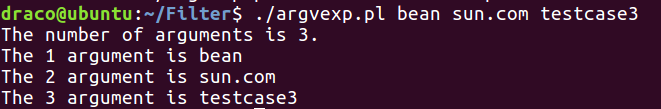 draco@ubuntu:~/Filter$ ./argvexp.pl bean sun.com testcase3
The number of arguments is 3.
The 1 argument is bean
The 2 argument is sun.com
The 3 argument is testcase3